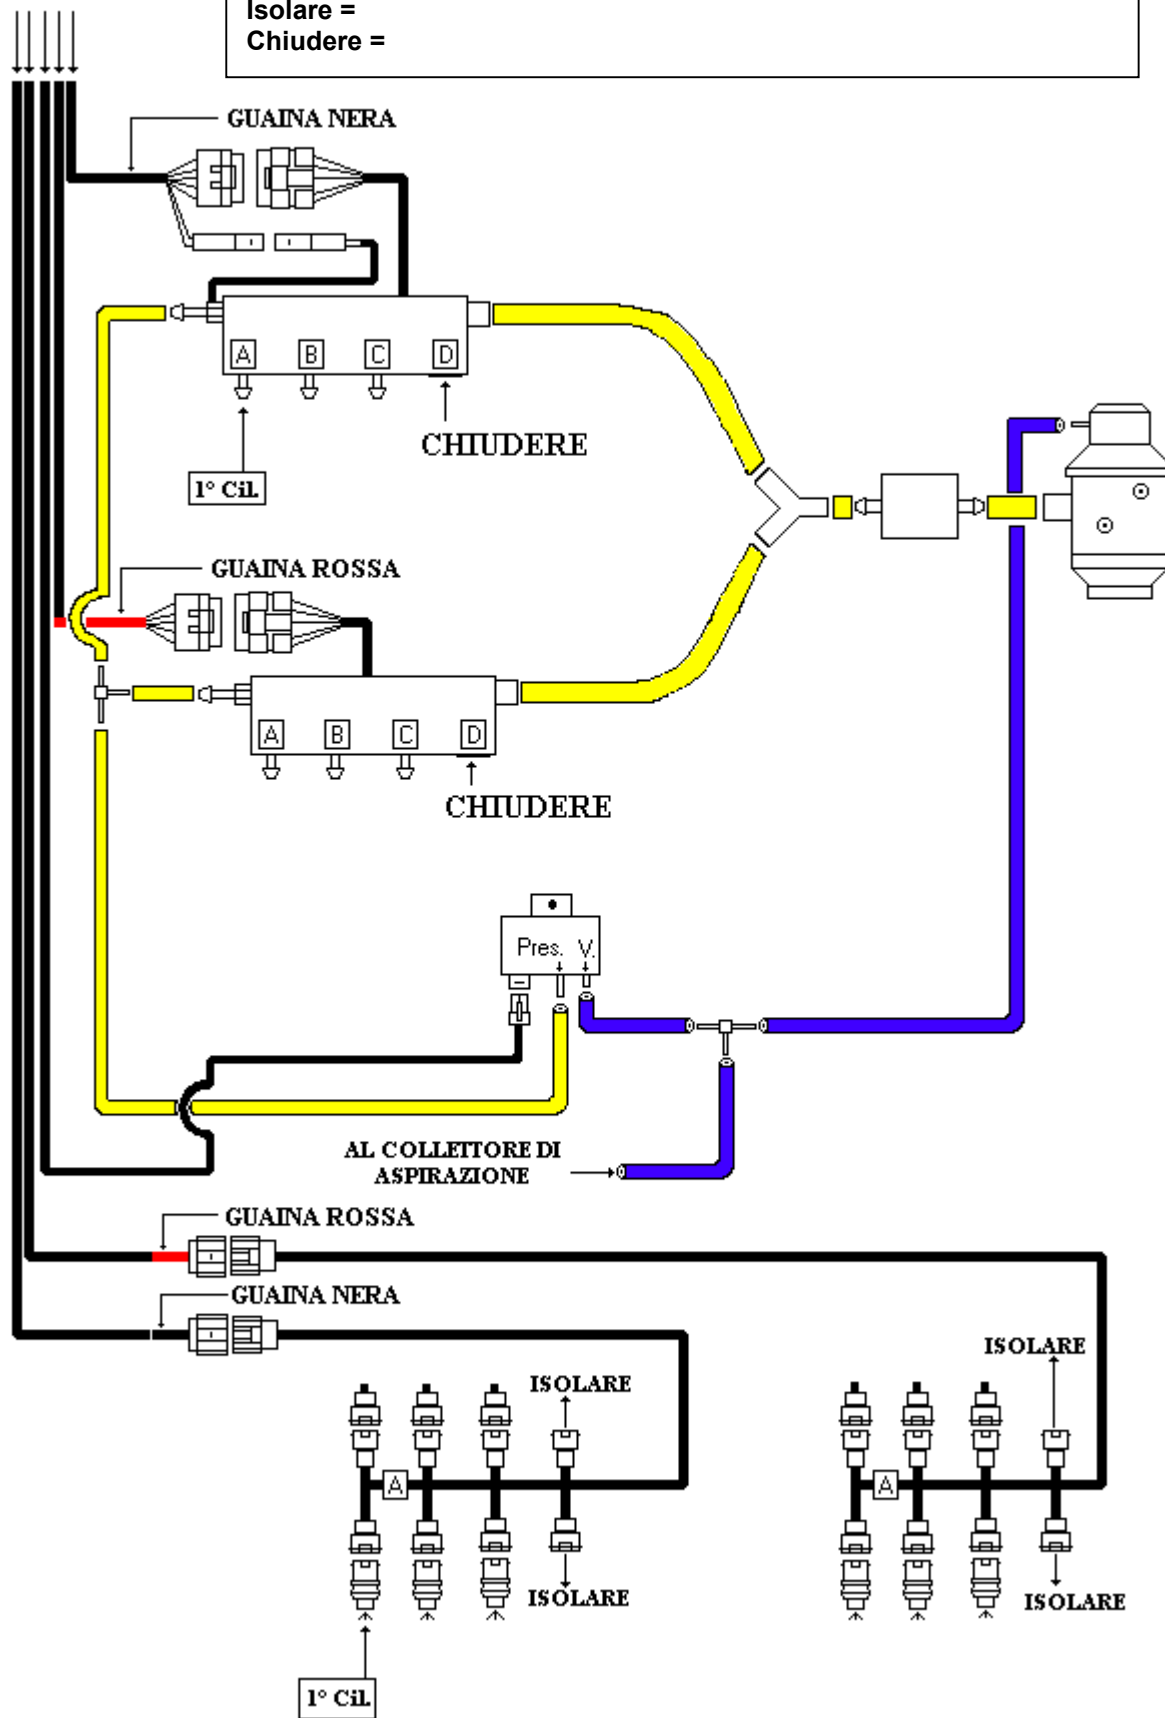 Isolare =
Chiudere =
GUAINA NERA
A B C D
CHIUDERE
1° Cil.
GUAINA ROSSA
A B C D
CHIUDERE
Pres. V.
AL COLLETTORE DI
ASPIRAZIONE
GUAINA ROSSA
GUAINA NERA
ISOLARE
ISOLARE
A
A
ISOLARE
ISOLARE
1° Cil.